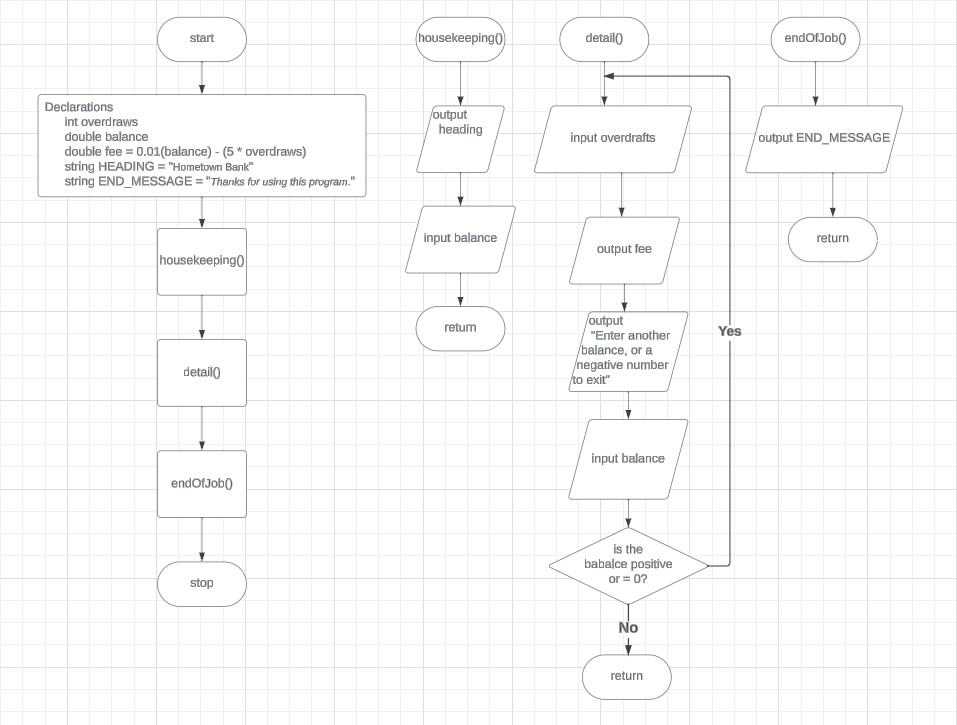 start
Declarations
int overdraws
double balance
double fee = 0.01(balance) - (5 * overdraws)
string HEADING = "Hometown Bank"
string END_MESSAGE = "Thanks for using this program."
housekeeping()
detail()
endOfJob()
stop
housekeeping()
output
heading
input balance
return
detail()
input overdrafts
output fee
output
"Enter another
balance, or a
negative number
to exit"
input balance
is the
babalce positive
or = 0?
Yes
No
return
endOfJob()
output END_MESSAGE
return